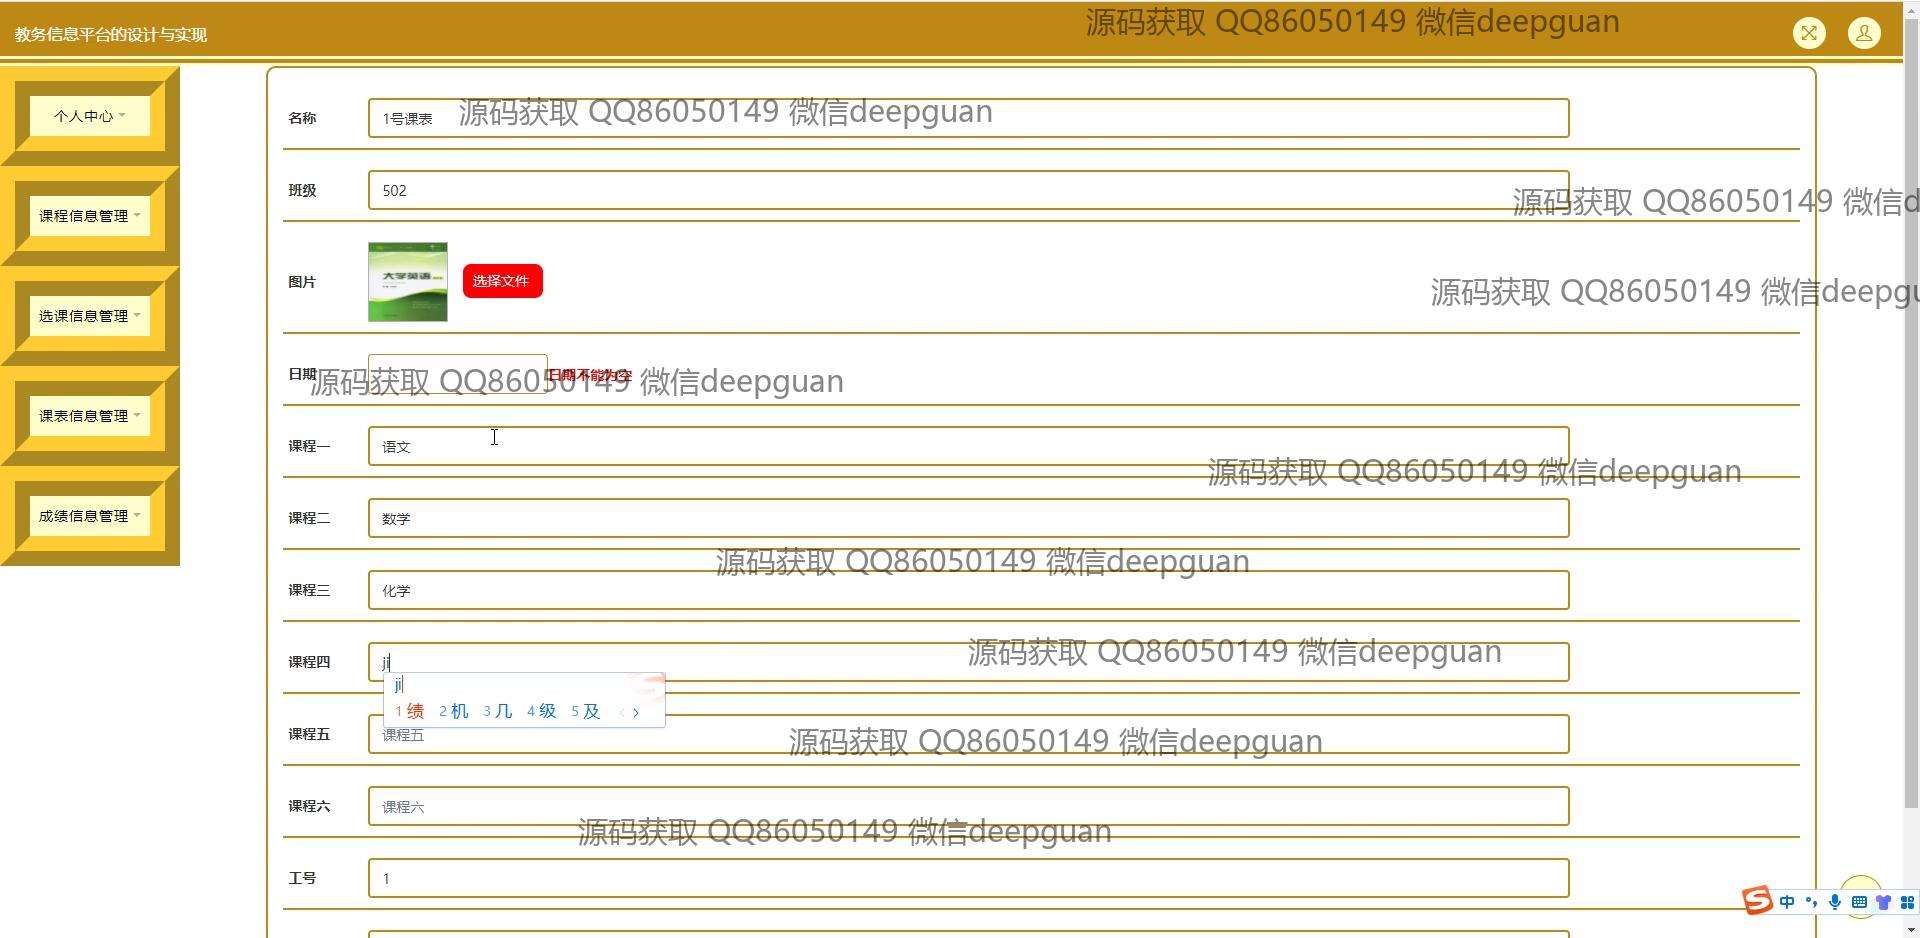 教务信息平台的设计与实现
源码获取 QQ86050149 微信deepguan
个人中心
课程信息管理
选课信息管理
课表信息管理
成绩信息管理
名称
1号课表
源码获取 QQ86050149 微信deepguan
班级
502
源码获取 QQ86050149 微信d
图片
大学英语
选择文件
源码获取 QQ86050149 微信deepgu
日期
日期不能为空
源码获取 QQ86050149 微信deepguan
课程一
语文
源码获取 QQ86050149 微信deepguan
课程二
数学
源码获取 QQ86050149 微信deepguan
课程三
化学
课程四
ji
源码获取 QQ86050149 微信deepguan
ji
1 绩 2 机 3 几 4 级 5 及
课程五
课程五
源码获取 QQ86050149 微信deepguan
课程六
课程六
源码获取 QQ86050149 微信deepguan
工号
1
中